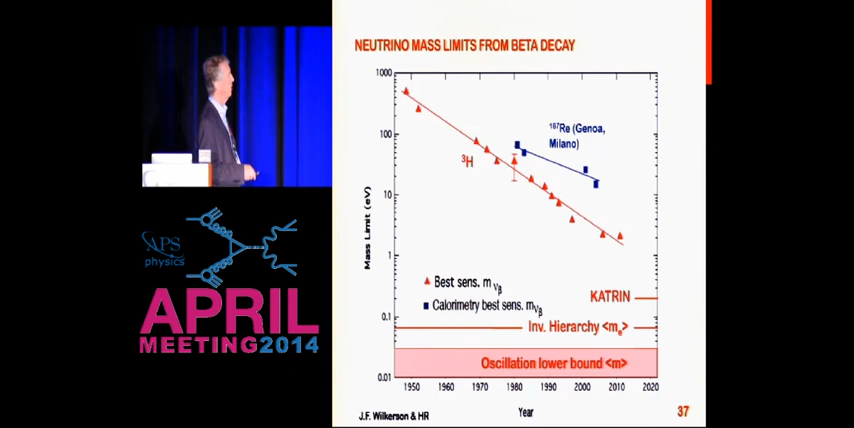 NEUTRINO MASS LIMITS FROM BETA DECAY
1000
100
10
1
0.1
0.01
Mass Limit (eV)
³H
¹⁸⁷Re (Genoa,
Milano)
Best sens. m νβ
Calorimetry best sens. mνβ
KATRIN
Inv. Hierarchy <mₑ>
Oscillation lower bound <m>
1950 1960 1970 1980 1990 2000 2010 2020
Year
J.F. Wilkerson & HR
37
APS
physics
APRIL
MEETING2014